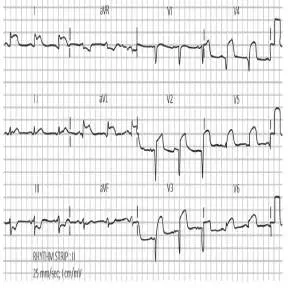 I aVR V1 V4
II aVL V2 V5
III aVF V3 V6
RHYTHM STRIP: II
25 mm/sec, 1 cm/mV